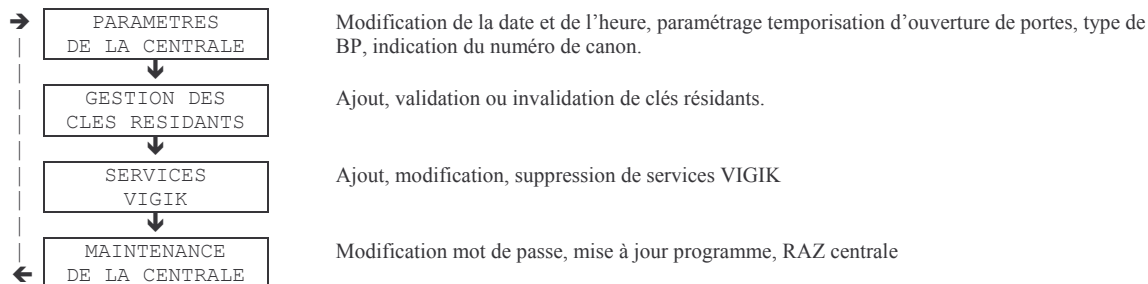 PARAMETRES
DE LA CENTRALE
Modification de la date et de l’heure, paramétrage temporisation d’ouverture de portes, type de
BP, indication du numéro de canon.
GESTION DES
CLES RESIDANTS
Ajout, validation ou invalidation de clés résidants.
SERVICES
VIGIK
Ajout, modification, suppression de services VIGIK
MAINTENANCE
DE LA CENTRALE
Modification mot de passe, mise à jour programme, RAZ centrale